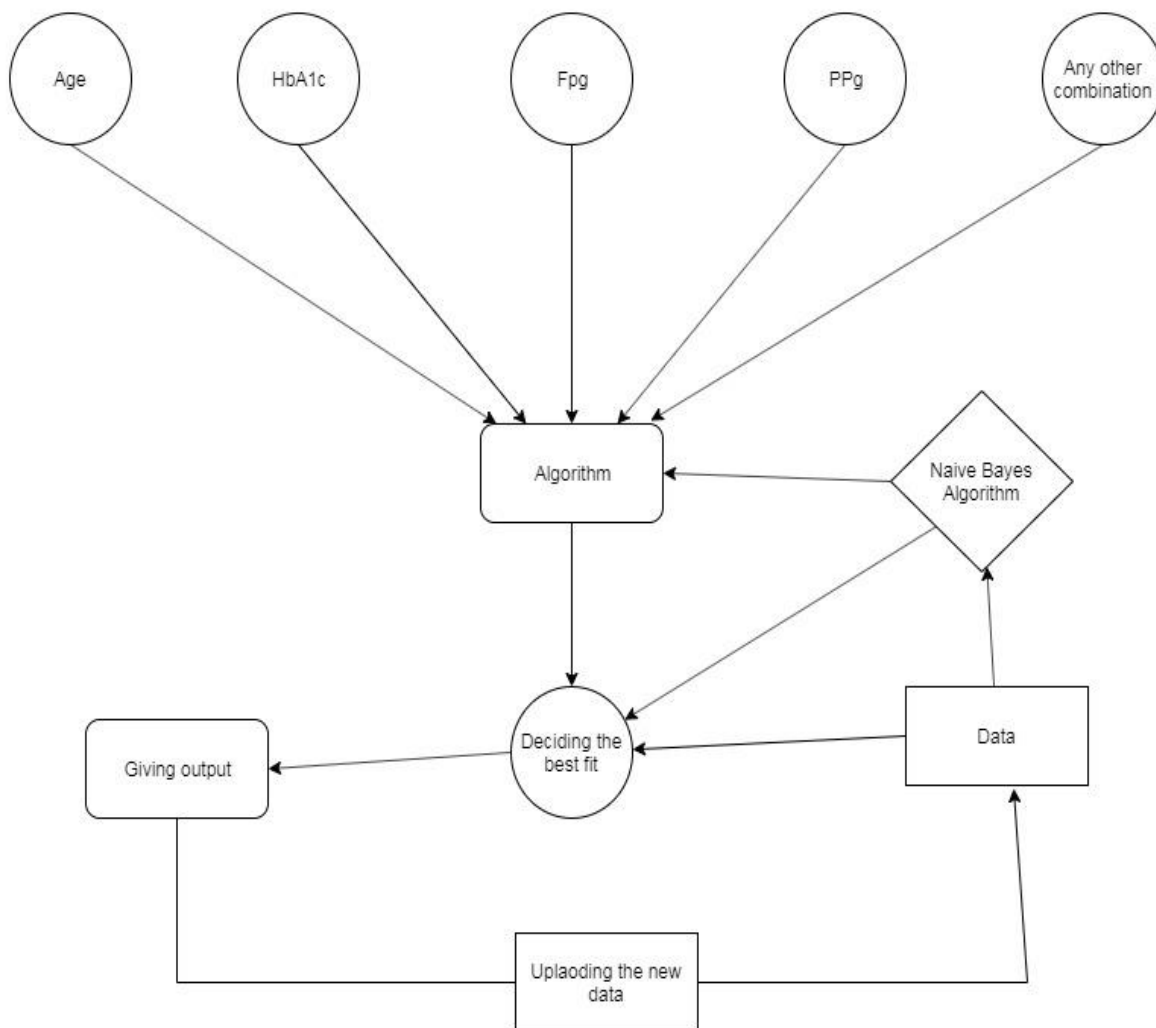 Age
HbA1c
Fpg
PPg
Any other
combination
Algorithm
Naive Bayes
Algorithm
Deciding the
best fit
Data
Giving output
Uplaoding the new
data